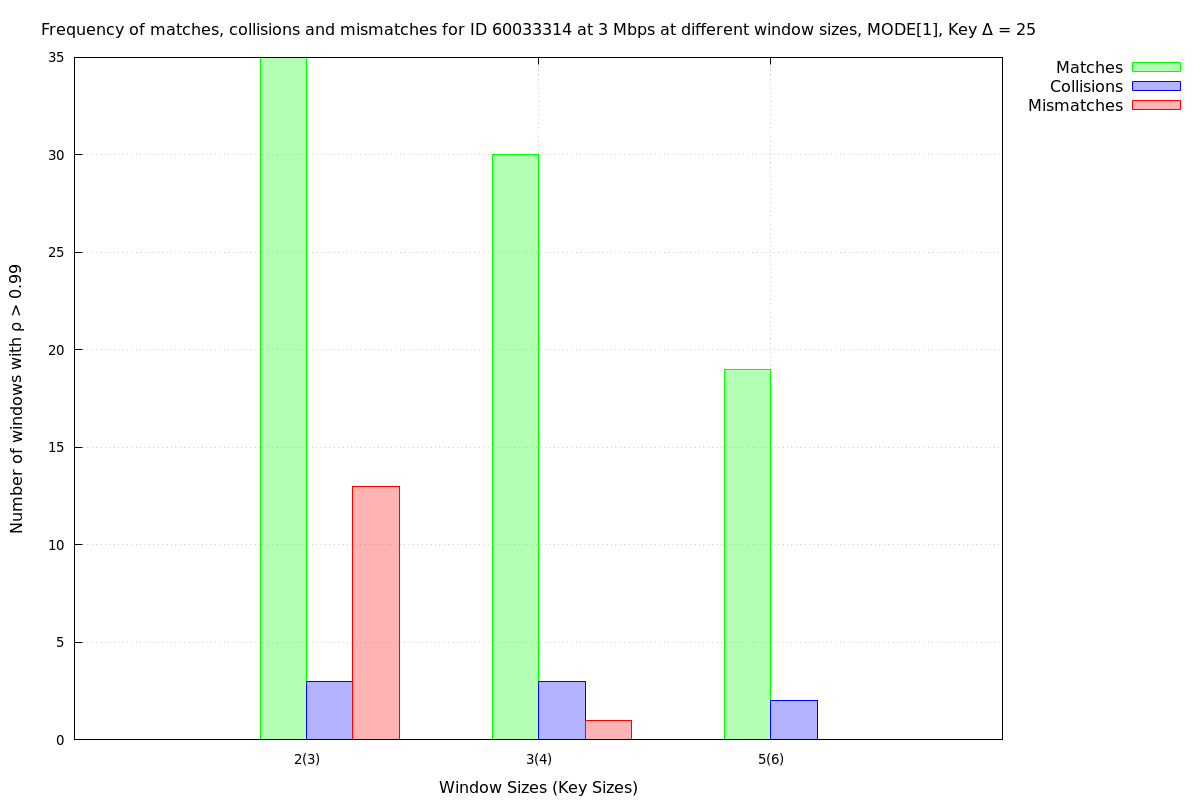 Frequency of matches, collisions and mismatches for ID 60033314 at 3 Mbps at different window sizes, MODE[1], Key Δ = 25
Matches
Collisions
Mismatches
Number of windows with ρ > 0.99
35
30
25
20
15
10
5
0
2(3) 3(4) 5(6)
Window Sizes (Key Sizes)